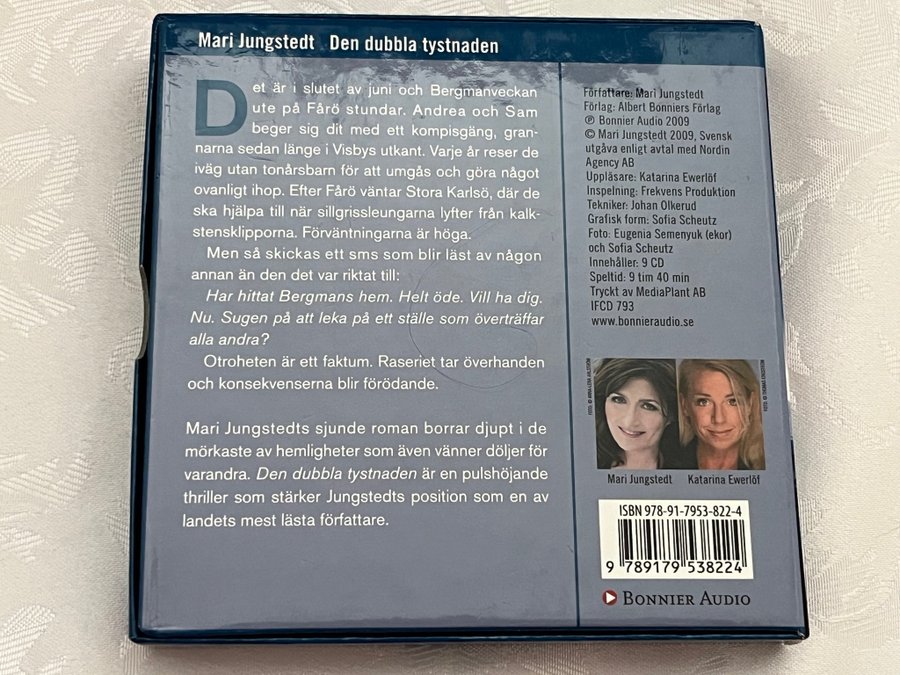 Mari Jungstedt Den dubbla tystnaden
Det är i slutet av juni och Bergmanveckan
ute på Fårö stundar. Andrea och Sam
beger sig dit med ett kompisgäng, gran-
narna sedan länge i Visbys utkant. Varje år reser de
iväg utan tonårsbarn för att umgås och göra något
ovanligt ihop. Efter Fårö väntar Stora Karlsö, där de
ska hjälpa till när sillgrissleungarna lyfter från kalk-
stensklipporna. Förväntningarna är höga.
Men så skickas ett sms som blir läst av någon
annan än den det var riktat till:
Har hittat Bergmans hem. Helt öde. Vill ha dig.
Nu. Sugen på att leka på ett ställe som överträffar
alla andra?
Otroheten är ett faktum. Raseriet tar överhanden
och konsekvenserna blir förödande.
Mari Jungstedts sjunde roman borrar djupt i de
mörkaste av hemligheter som även vänner döljer för
varandra. Den dubbla tystnaden är en pulshöjande
thriller som stärker Jungstedts position som en av
landets mest lästa författare.
Författare: Mari Jungstedt
Förlag: Albert Bonniers Förlag
℗ Bonnier Audio 2009
© Mari Jungstedt 2009, Svensk
utgåva enligt avtal med Nordin
Agency AB
Uppläsare: Katarina Ewerlöf
Inspelning: Frekvens Produktion
Tekniker: Johan Olkerud
Grafisk form: Sofia Scheutz
Foto: Eugenia Semenyuk (ekor)
och Sofia Scheutz
Innehåller: 9 CD
Speltid: 9 tim 40 min
Tryckt av MediaPlant AB
IFCD 793
www.bonnieraudio.se
Mari Jungstedt Katarina Ewerlöf
ISBN 978-91-7953-822-4
9 789179 538224
BONNIER AUDIO